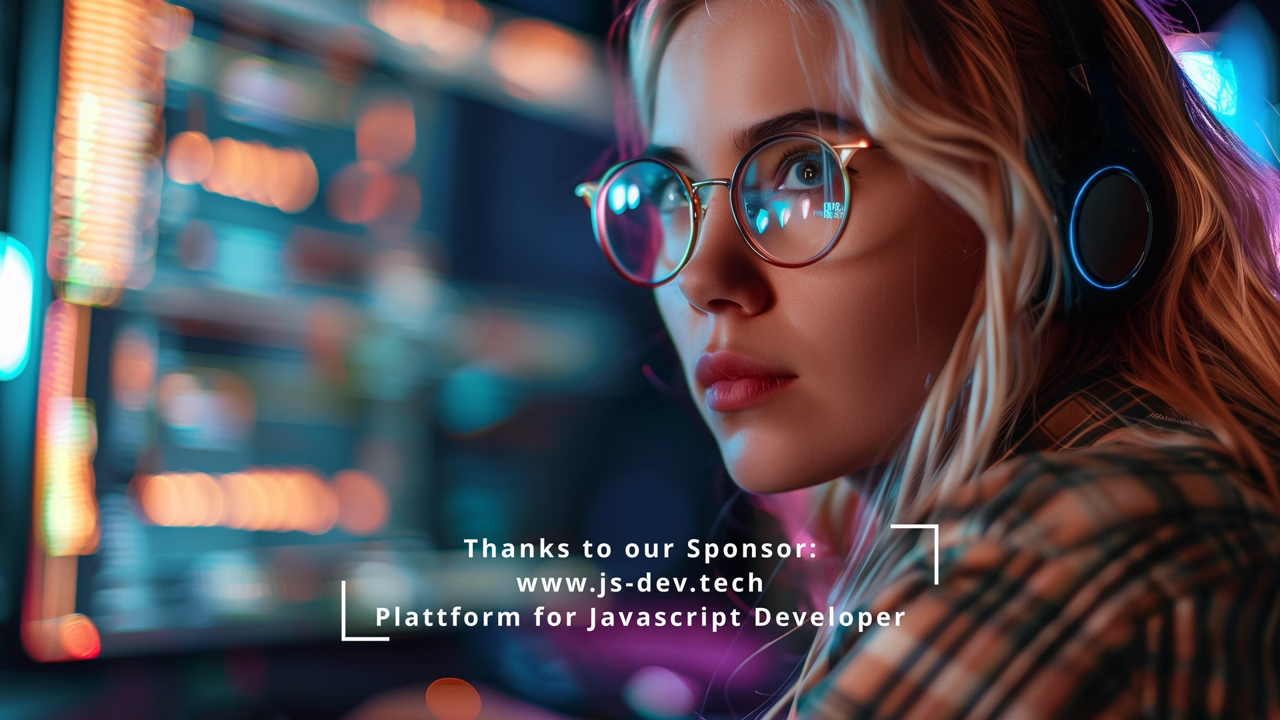 Thanks to our Sponsor:
www.js-dev.tech
Plattform for Javascript Developer